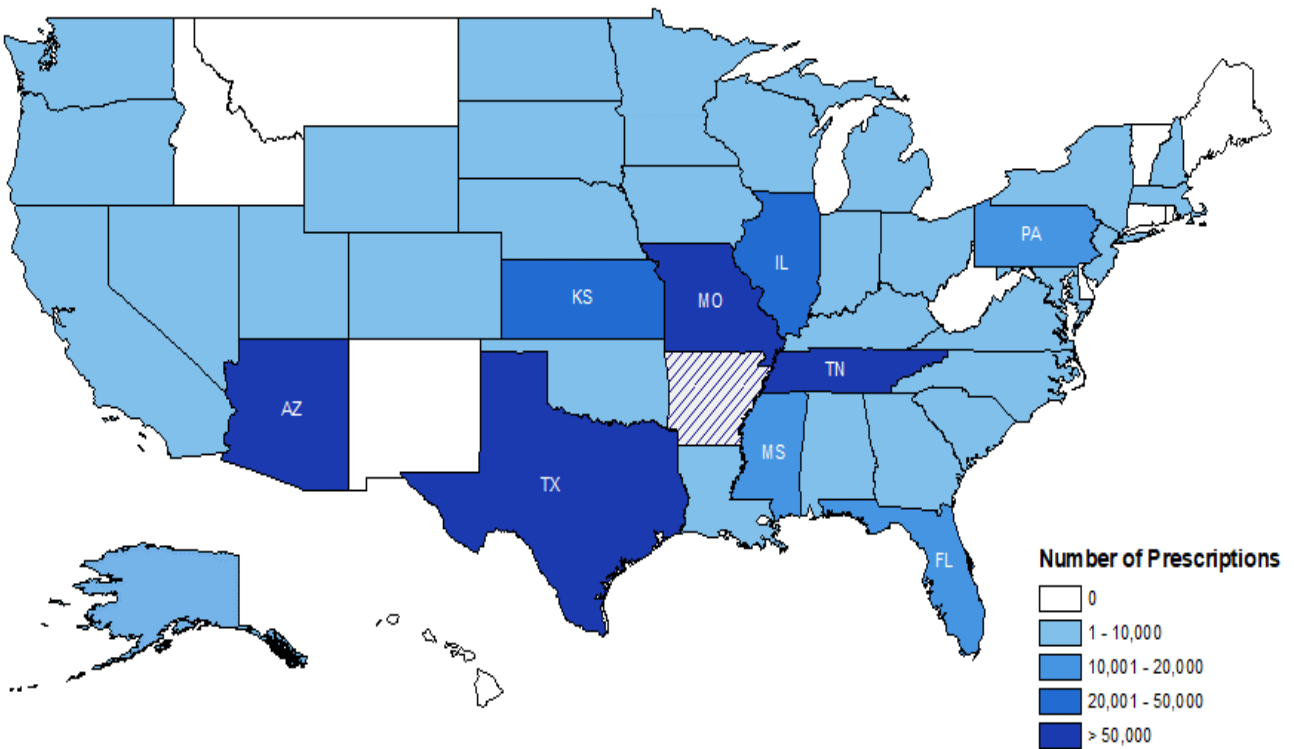 PA
IL
KS
MO
TN
AZ
MS
TX
FL
Number of Prescriptions
0
1 - 10,000
10,001 - 20,000
20,001 - 50,000
> 50,000